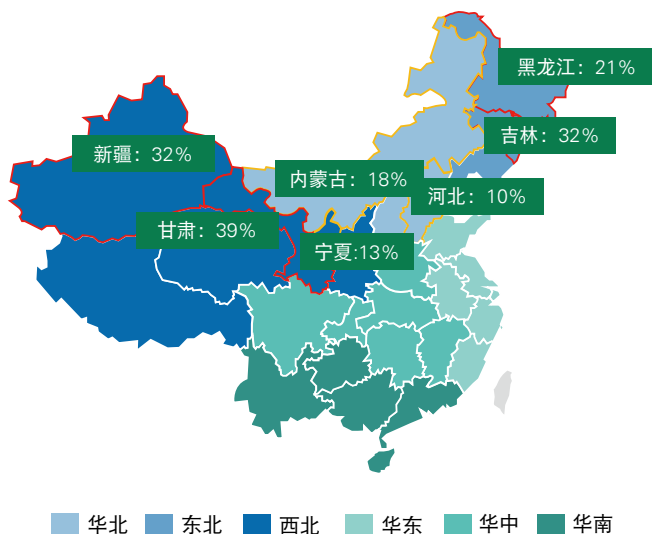 黑龙江：21%
吉林：32%
新疆：32%
内蒙古：18%
河北：10%
甘肃：39%
宁夏:13%
华北
东北
西北
华东
华中
华南